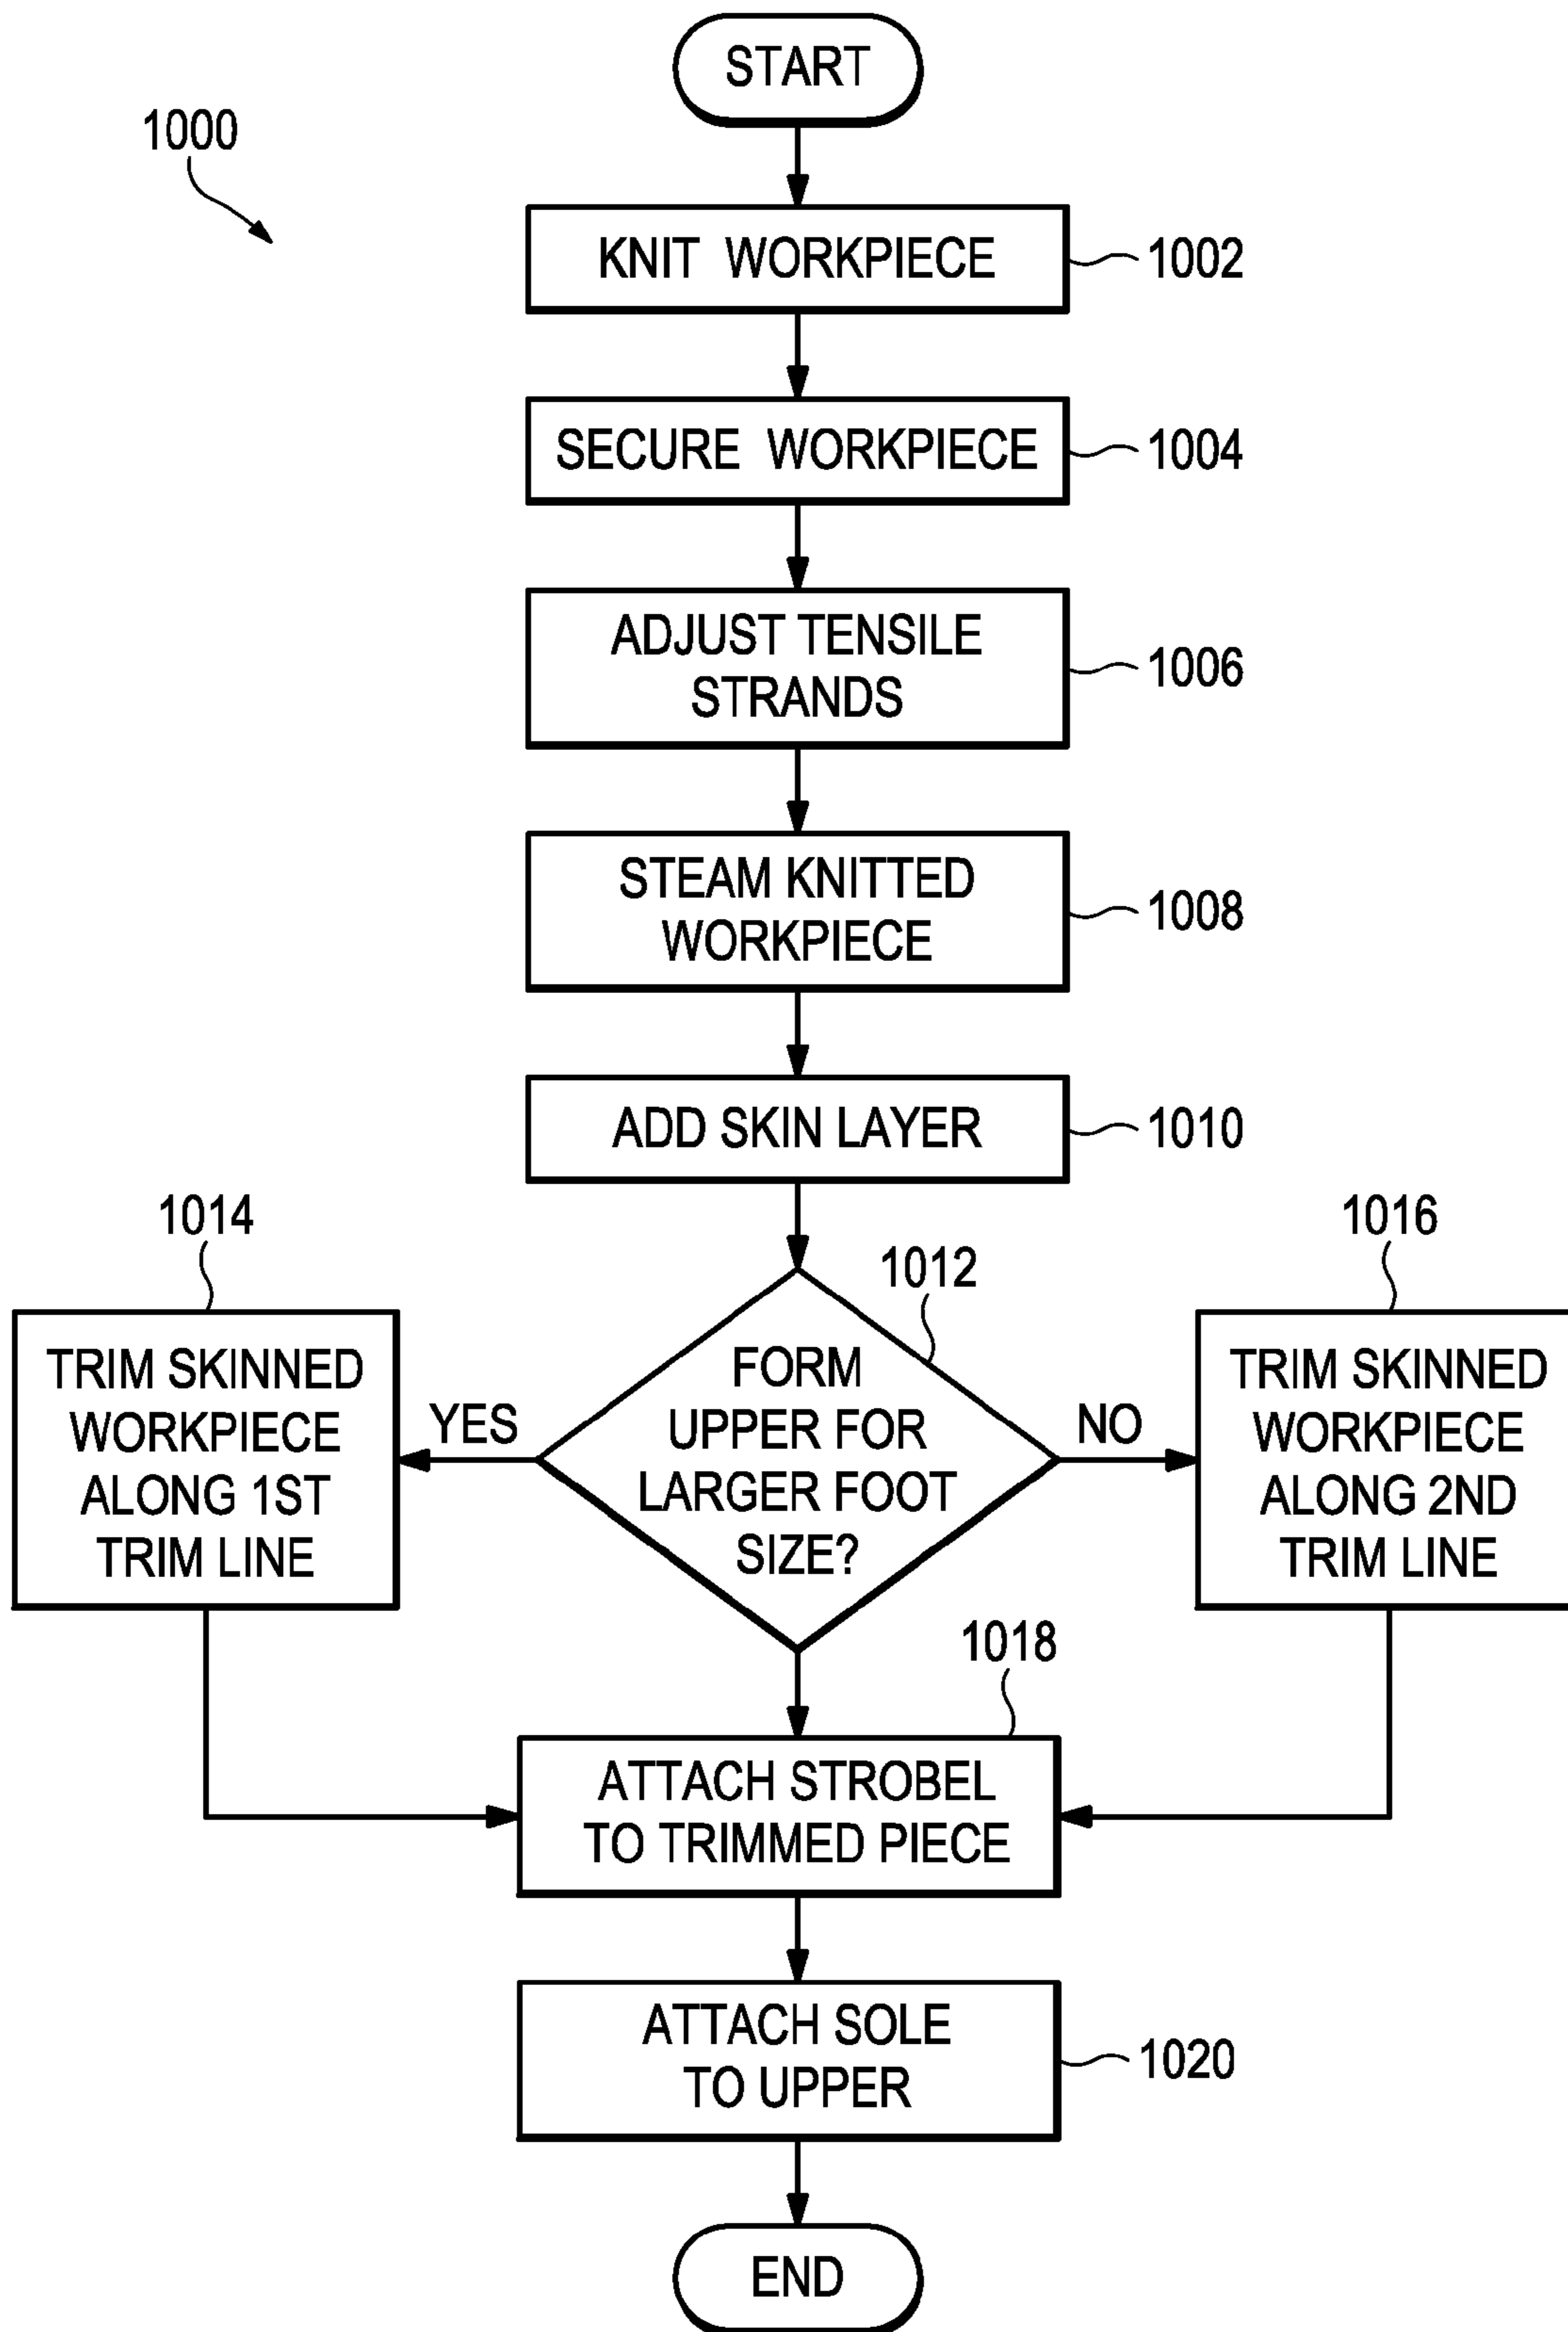 START
1000
KNIT WORKPIECE
1002
SECURE WORKPIECE
1004
ADJUST TENSILE
STRANDS
1006
STEAM KNITTED
WORKPIECE
1008
ADD SKIN LAYER
1010
1014
1012
1016
TRIM SKINNED
WORKPIECE
ALONG 1ST
TRIM LINE
YES
FORM
UPPER FOR
LARGER FOOT
SIZE?
NO
TRIM SKINNED
WORKPIECE
ALONG 2ND
TRIM LINE
1018
ATTACH STROBEL
TO TRIMMED PIECE
ATTACH SOLE
TO UPPER
1020
END